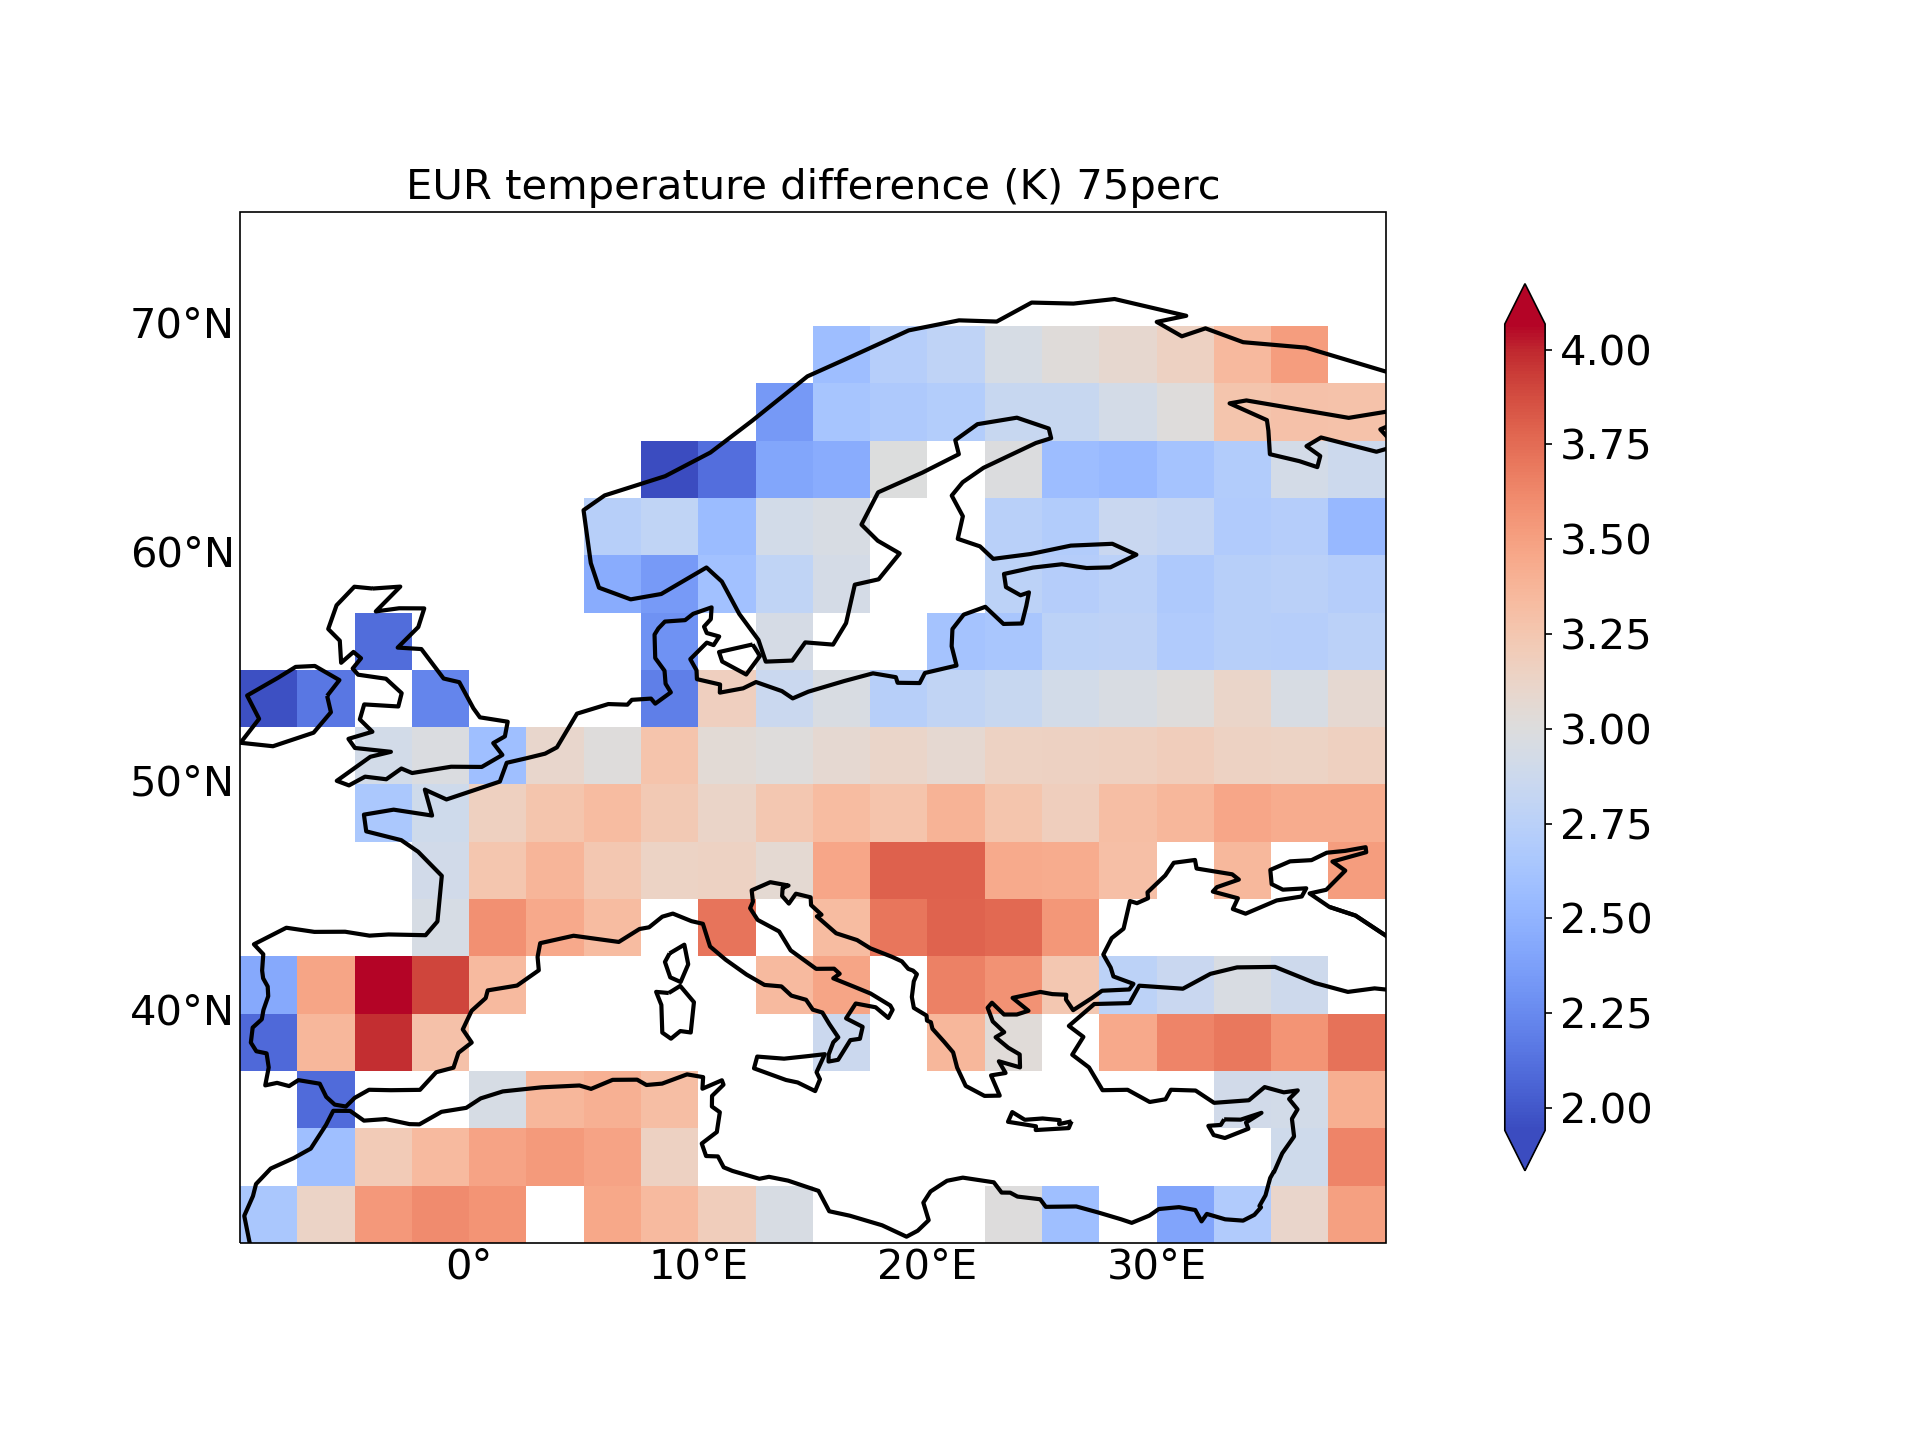 EUR temperature difference (K) 75perc
70°N
60°N
50°N
40°N
0°
10°E
20°E
30°E
4.00
3.75
3.50
3.25
3.00
2.75
2.50
2.25
2.00